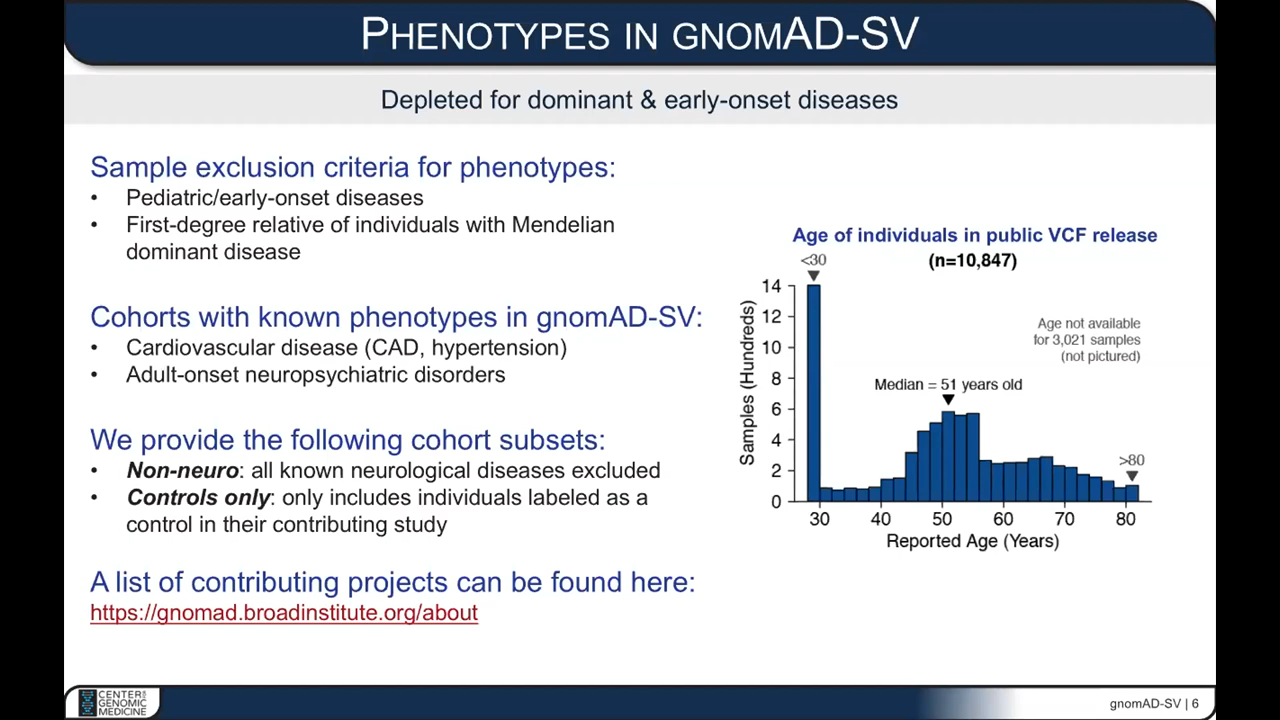 PHENOTYPES IN GNOMAD-SV
Depleted for dominant & early-onset diseases
Sample exclusion criteria for phenotypes:
• Pediatric/early-onset diseases
• First-degree relative of individuals with Mendelian
dominant disease
Cohorts with known phenotypes in gnomAD-SV:
• Cardiovascular disease (CAD, hypertension)
• Adult-onset neuropsychiatric disorders
We provide the following cohort subsets:
• Non-neuro: all known neurological diseases excluded
• Controls only: only includes individuals labeled as a
control in their contributing study
A list of contributing projects can be found here:
https://gnomad.broadinstitute.org/about
Age of individuals in public VCF release
(n=10,847)
<30
Age not available
for 3,021 samples
(not pictured)
Median = 51 years old
>80
Samples (Hundreds)
14
12
10
8
6
4
2
0
30 40 50 60 70 80
Reported Age (Years)
CENTER FOR
GENOMIC
MEDICINE
gnomAD-SV | 6